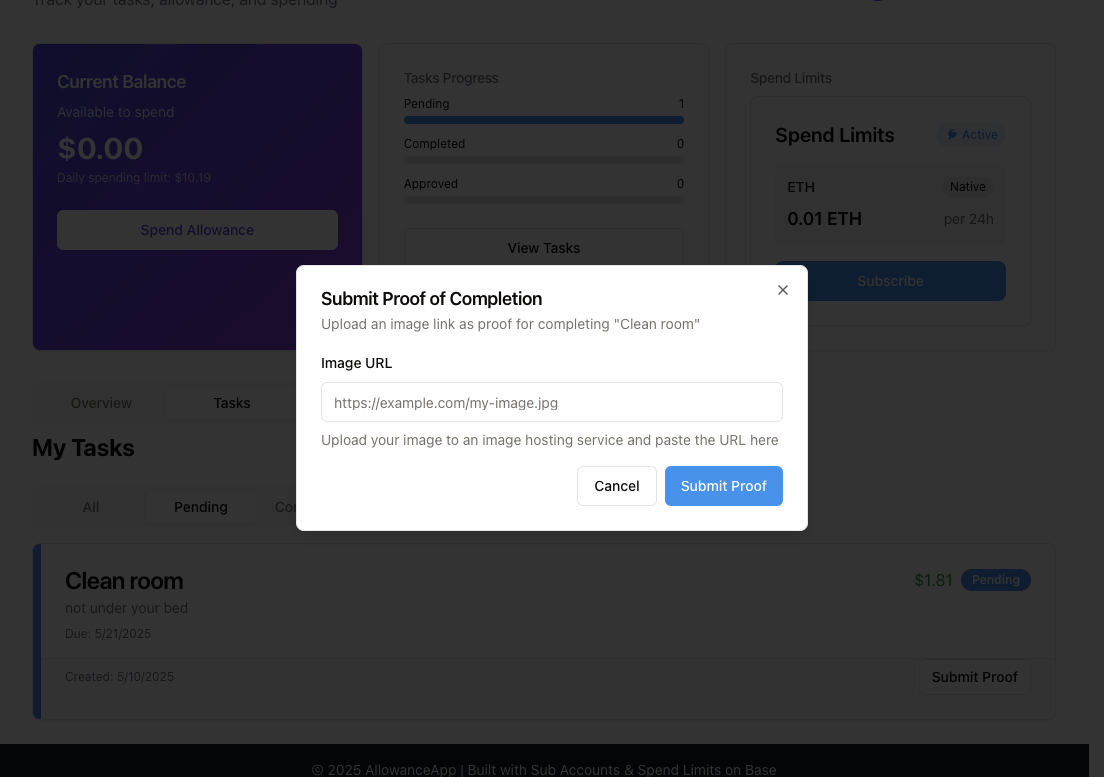 Track your tasks, allowance, and spending
Current Balance
Available to spend
$0.00
Daily spending limit: $10.19
Spend Allowance
Tasks Progress
Pending 1
Completed 0
Approved 0
View Tasks
Spend Limits
Spend Limits Active
ETH Native
0.01 ETH per 24h
Subscribe
Submit Proof of Completion
Upload an image link as proof for completing "Clean room"
Image URL
https://example.com/my-image.jpg
Upload your image to an image hosting service and paste the URL here
Cancel Submit Proof
Overview Tasks
My Tasks
All Pending
Clean room $1.81 Pending
not under your bed
Due: 5/21/2025
Created: 5/10/2025 Submit Proof
© 2025 AllowanceApp | Built with Sub Accounts & Spend Limits on Base